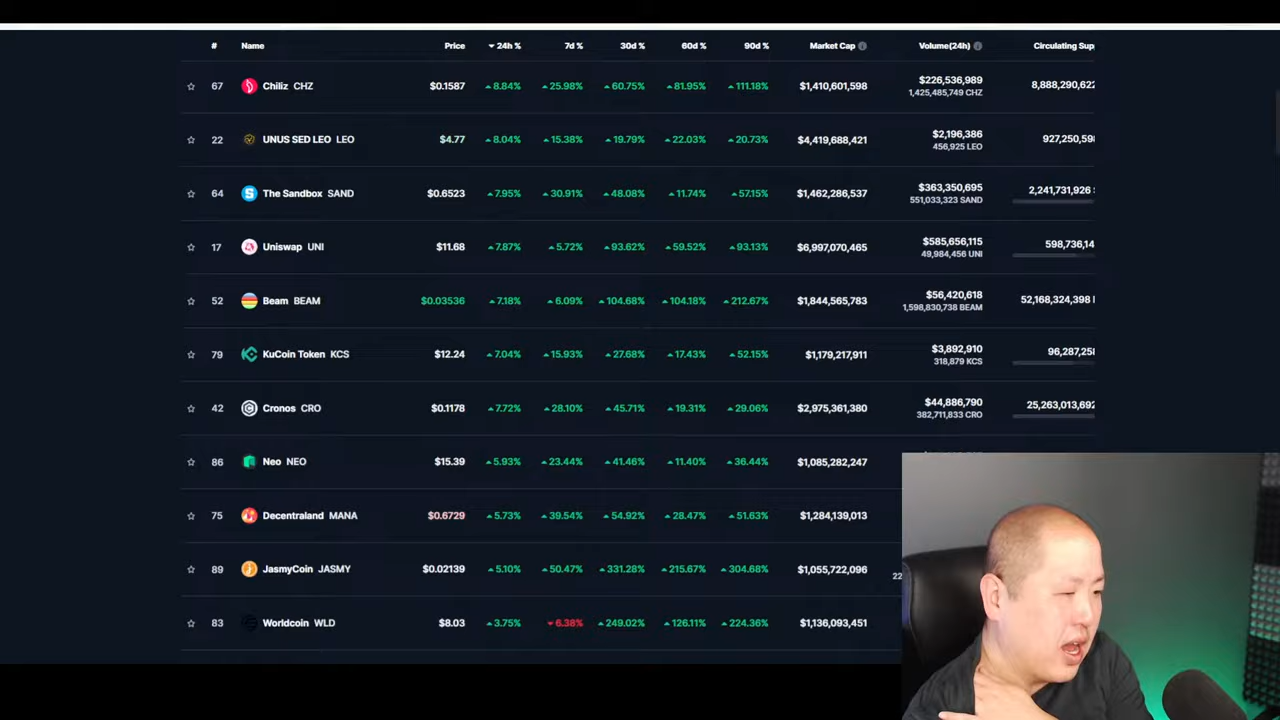 # Name Price 24h % 7d % 30d % 60d % 90d % Market Cap Volume(24h) Circulating Sup
67 Chiliz CHZ $0.1587 8.84% 25.98% 60.75% 81.95% 111.18% $1,410,601,598 $226,536,989 8,888,290,622
1,425,485,749 CHZ
22 UNUS SED LEO LEO $4.77 8.04% 15.38% 19.79% 22.03% 20.73% $4,419,688,421 $2,196,386 927,250,59
456,925 LEO
64 The Sandbox SAND $0.6523 7.95% 30.91% 48.08% 11.74% 57.15% $1,462,286,537 $363,350,695 2,241,731,926
551,033,323 SAND
17 Uniswap UNI $11.68 7.87% 5.72% 93.62% 59.52% 93.13% $6,997,070,465 $585,656,115 598,736,14
49,984,456 UNI
52 Beam BEAM $0.03536 7.18% 6.09% 104.68% 104.18% 212.67% $1,844,565,783 $56,420,618 52,168,324,398
1,598,830,738 BEAM
79 KuCoin Token KCS $12.24 7.04% 15.93% 27.68% 17.43% 52.15% $1,179,217,911 $3,892,910 96,287,258
318,879 KCS
42 Cronos CRO $0.1178 7.72% 28.10% 45.71% 19.31% 29.06% $2,975,361,380 $44,886,790 25,263,013,692
382,711,833 CRO
86 Neo NEO $15.39 5.93% 23.44% 41.46% 11.40% 36.44% $1,085,282,247
75 Decentraland MANA $0.6729 5.73% 39.54% 54.92% 28.47% 51.63% $1,284,139,013
89 JasmyCoin JASMY $0.02139 5.10% 50.47% 331.28% 215.67% 304.68% $1,055,722,096
22
83 Worldcoin WLD $8.03 3.75% 6.38% 249.02% 126.11% 224.36% $1,136,093,451